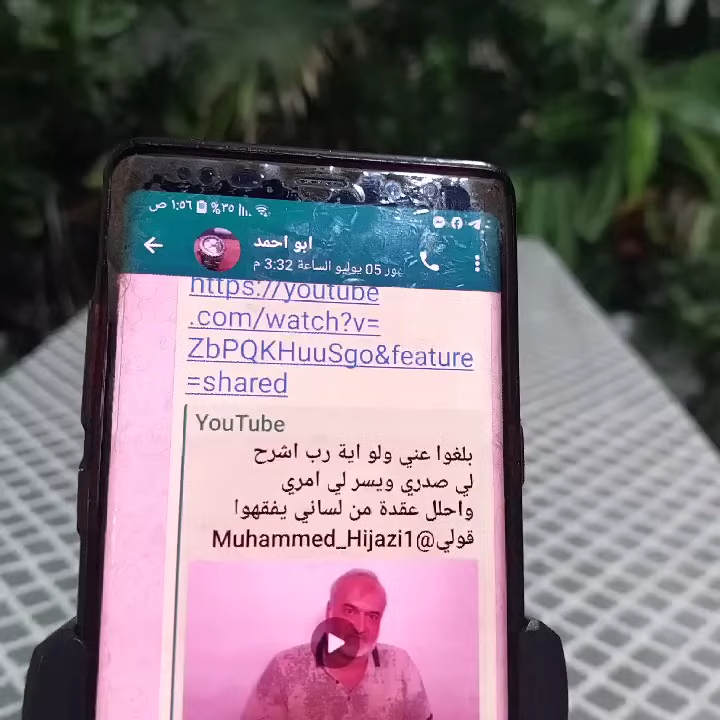 ١:٥٦ ص %٣٥
ابو احمد
يوليو 05 الساعة 3:32 م
https://youtube
.com/watch?v=
ZbPQKHuuSgo&feature
=shared
YouTube
بلغوا عني ولو اية رب اشرح
لي صدري ويسر لي امري
واحلل عقدة من لساني يفقهوا
قولي@Muhammed_Hijazi1